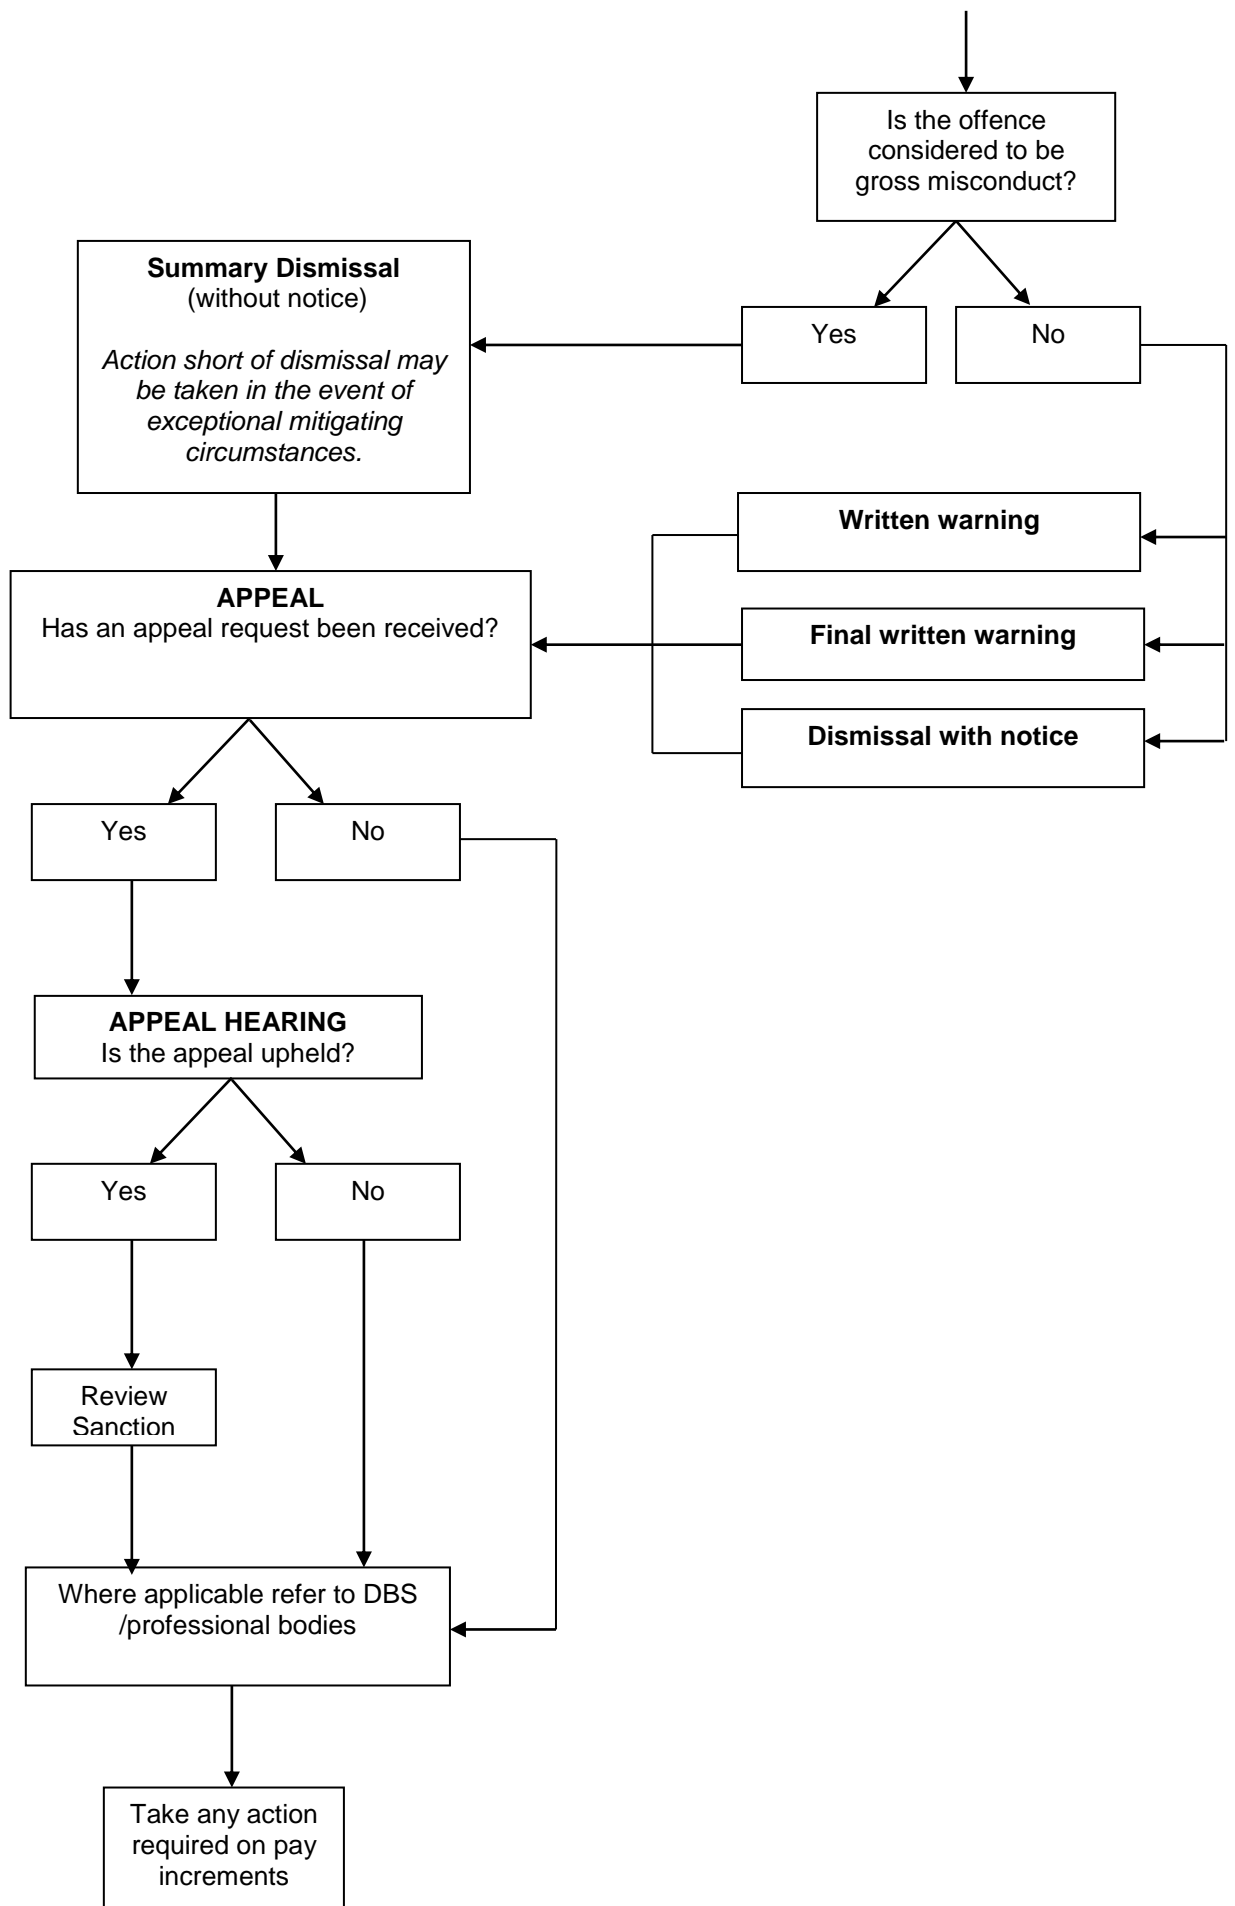 Is the offence
considered to be
gross misconduct?
Summary Dismissal
(without notice)
Action short of dismissal may
be taken in the event of
exceptional mitigating
circumstances.
Yes
No
Written warning
APPEAL
Has an appeal request been received?
Final written warning
Dismissal with notice
Yes
No
APPEAL HEARING
Is the appeal upheld?
Yes
No
Review
Sanction
Where applicable refer to DBS
/professional bodies
Take any action
required on pay
increments